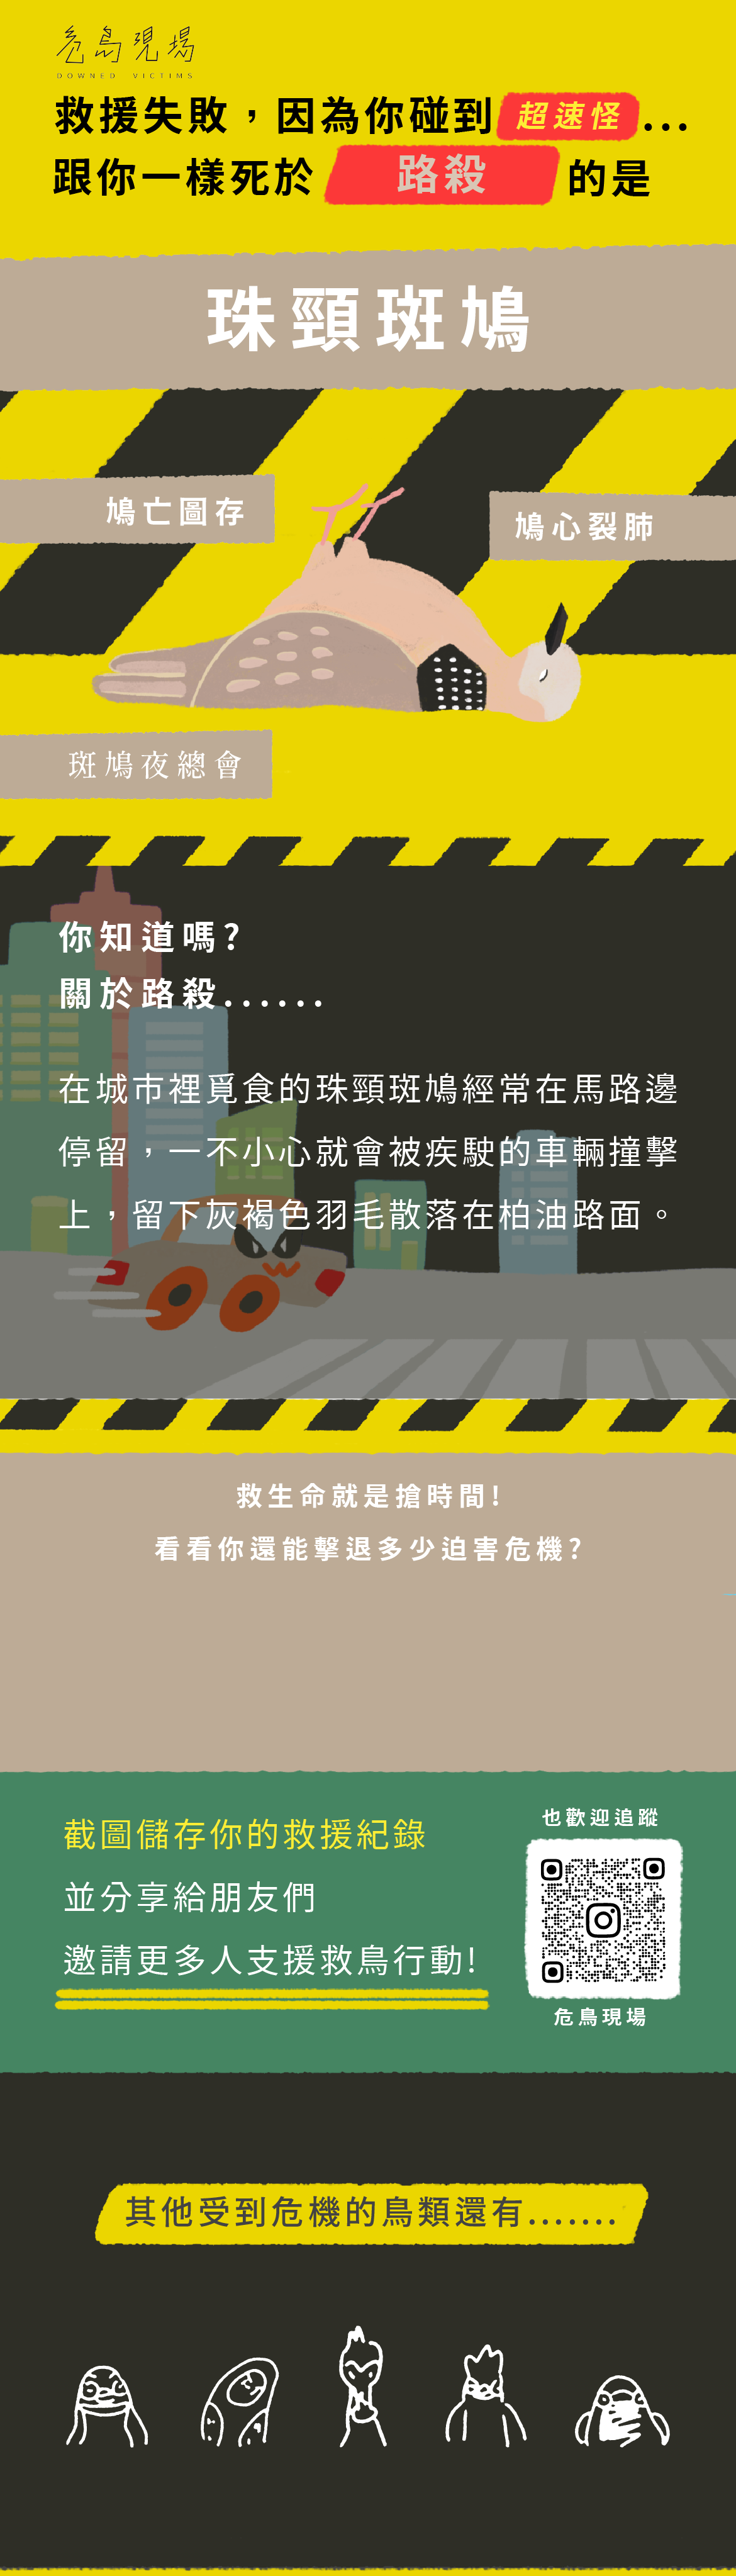 危鳥現場
DOWNED VICTIMS
救援失敗，因為你碰到 超速怪...
跟你一樣死於 路殺 的是
珠頸斑鳩
鳩亡圖存
鳩心裂肺
斑鳩夜總會
你知道嗎?
關於路殺......
在城市裡覓食的珠頸斑鳩經常在馬路邊
停留，一不小心就會被疾駛的車輛撞擊
上，留下灰褐色羽毛散落在柏油路面。
救生命就是搶時間!
看看你還能擊退多少迫害危機?
截圖儲存你的救援紀錄
並分享給朋友們
邀請更多人支援救鳥行動!
也歡迎追蹤
危鳥現場
其他受到危機的鳥類還有.......